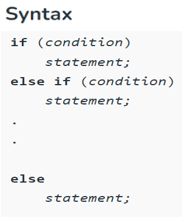 Syntax
if (condition)
statement;
else if (condition)
statement;
.
.
else
statement;